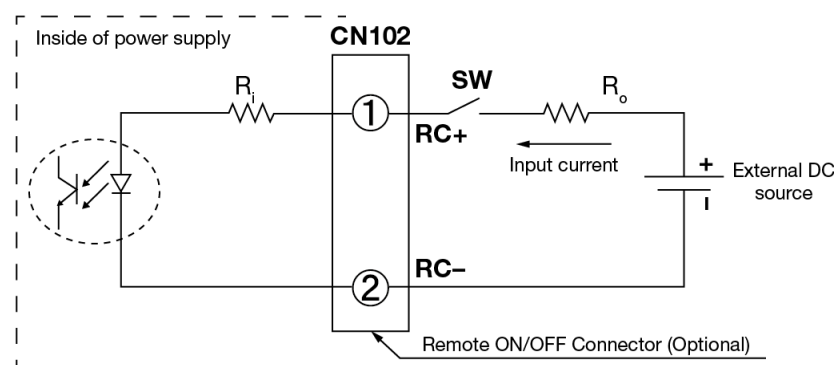 Inside of power supply
CN102
Ri
1
SW
Ro
RC+
Input current
+
External DC
source
RC−
2
Remote ON/OFF Connector (Optional)